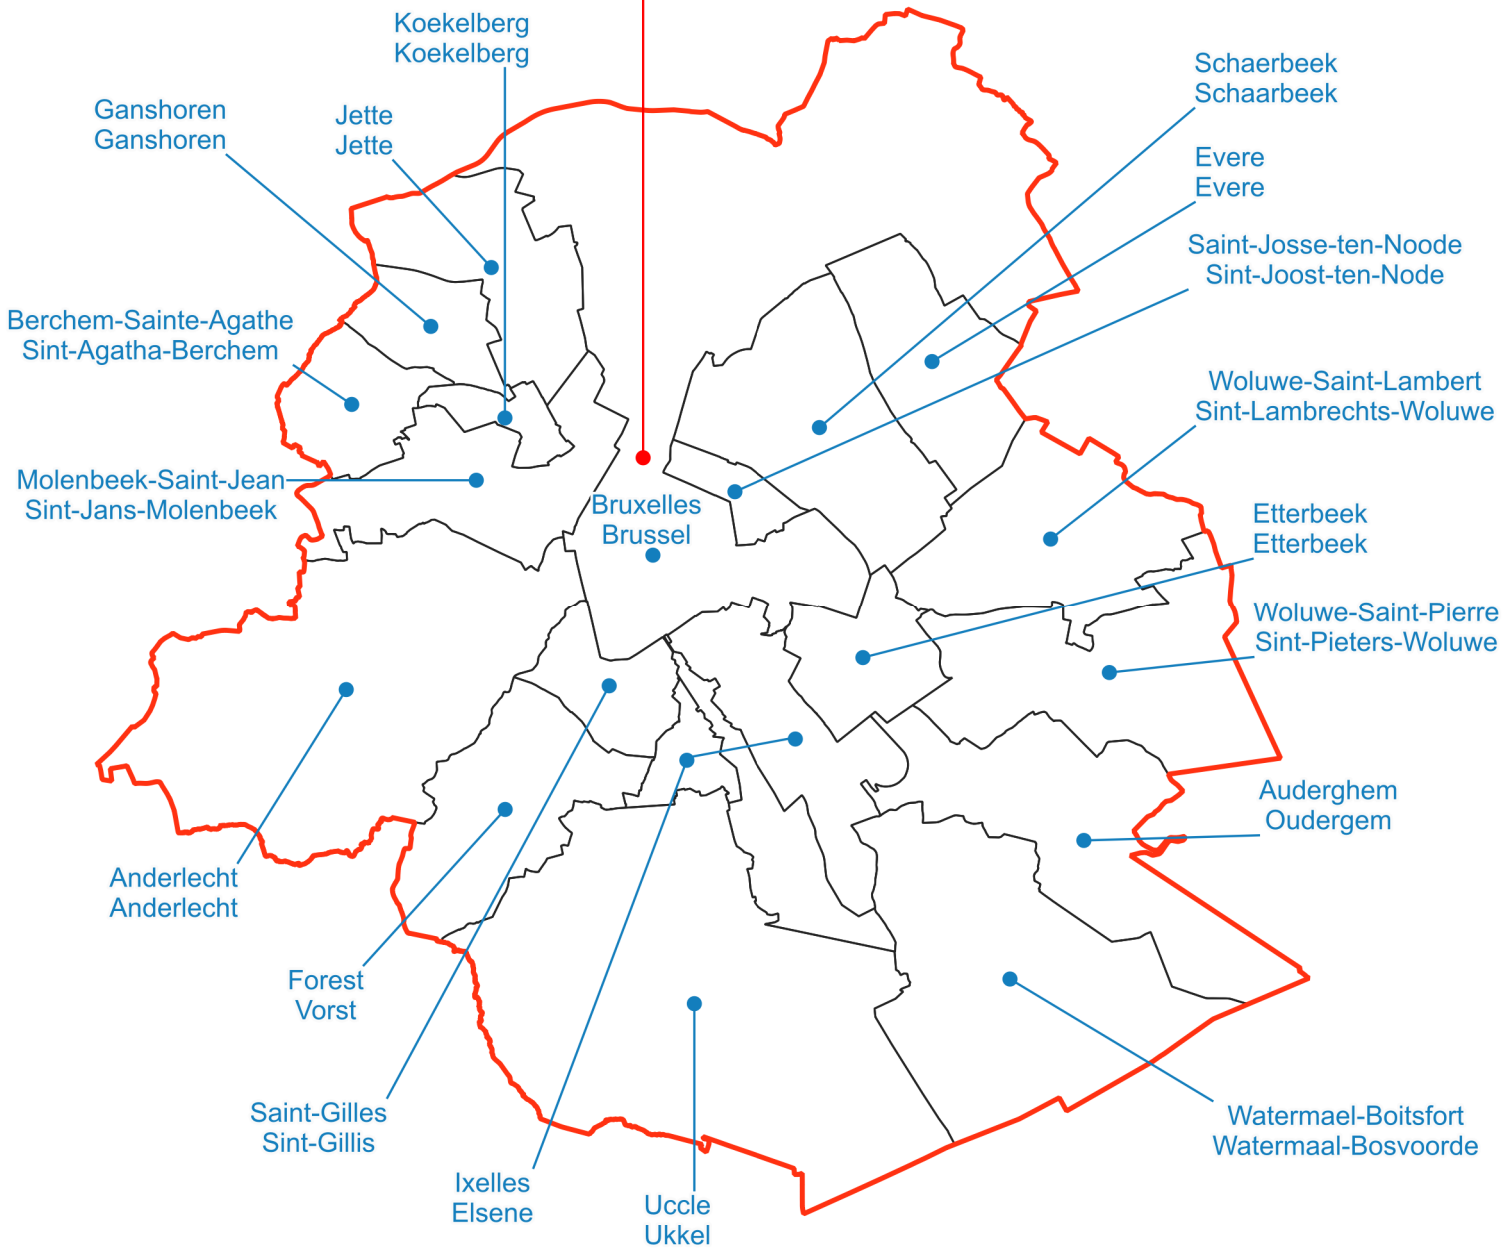 Koekelberg
Koekelberg
Ganshoren
Ganshoren
Jette
Jette
Schaerbeek
Schaarbeek
Evere
Evere
Saint-Josse-ten-Noode
Sint-Joost-ten-Node
Berchem-Sainte-Agathe
Sint-Agatha-Berchem
Woluwe-Saint-Lambert
Sint-Lambrechts-Woluwe
Molenbeek-Saint-Jean
Sint-Jans-Molenbeek
Bruxelles
Brussel
Etterbeek
Etterbeek
Woluwe-Saint-Pierre
Sint-Pieters-Woluwe
Auderghem
Oudergem
Anderlecht
Anderlecht
Forest
Vorst
Saint-Gilles
Sint-Gillis
Ixelles
Elsene
Uccle
Ukkel
Watermael-Boitsfort
Watermaal-Bosvoorde